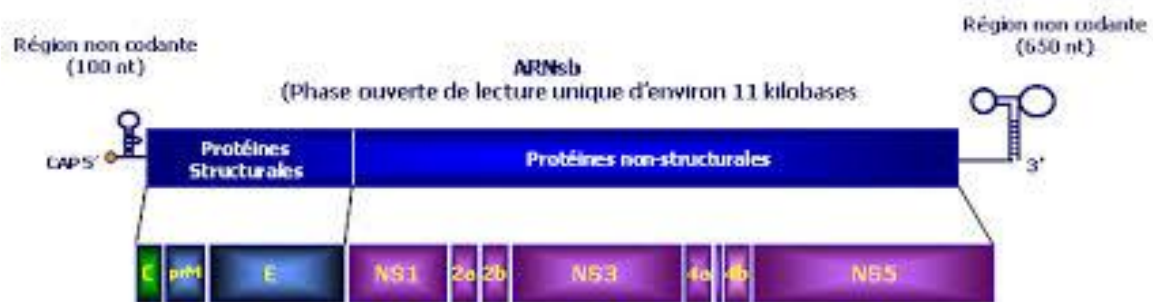 Région non codante
(100 nt)
Région non codante
(650 nt)
ARNsb
(Phase ouverte de lecture unique d'environ 11 kilobases
CAP 5'
Protéines
Structurales
Protéines non-structurales
3'
C prM E NS1 2a 2b NS3 4a 4b NS5